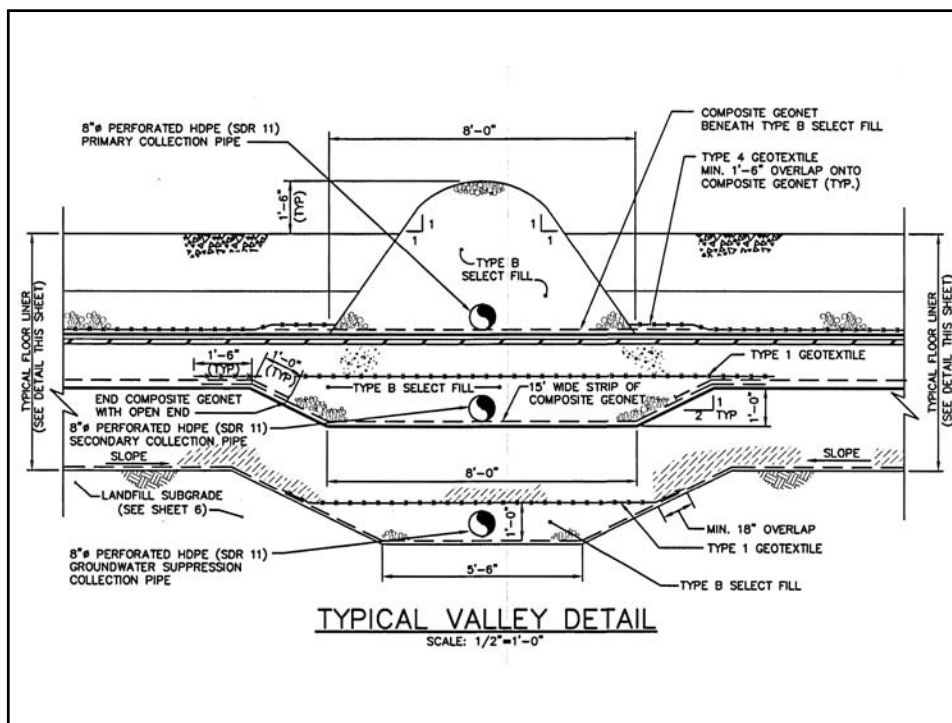 8"ø PERFORATED HDPE (SDR 11)
PRIMARY COLLECTION PIPE
8'-0"
COMPOSITE GEONET
BENEATH TYPE B SELECT FILL
TYPE 4 GEOTEXTILE
MIN. 1'-6" OVERLAP ONTO
COMPOSITE GEONET (TYP.)
1'-6"
(TYP)
1
1
1
1
TYPE B
SELECT FILL
TYPICAL FLOOR LINER
(SEE DETAIL THIS SHEET)
TYPICAL FLOOR LINER
(SEE DETAIL THIS SHEET)
1'-6"
(TYP)
1'-0"
(TYP)
TYPE 1 GEOTEXTILE
TYPE B SELECT FILL
15' WIDE STRIP OF
COMPOSITE GEONET
END COMPOSITE GEONET
WITH OPEN END
1
2
TYP
1'-0"
8"ø PERFORATED HDPE (SDR 11)
SECONDARY COLLECTION PIPE
SLOPE
8'-0"
SLOPE
LANDFILL SUBGRADE
(SEE SHEET 6)
1'-0"
MIN. 18" OVERLAP
TYPE 1 GEOTEXTILE
8"ø PERFORATED HDPE (SDR 11)
GROUNDWATER SUPPRESSION
COLLECTION PIPE
5'-6"
TYPE B SELECT FILL
TYPICAL VALLEY DETAIL
SCALE: 1/2"=1'-0"